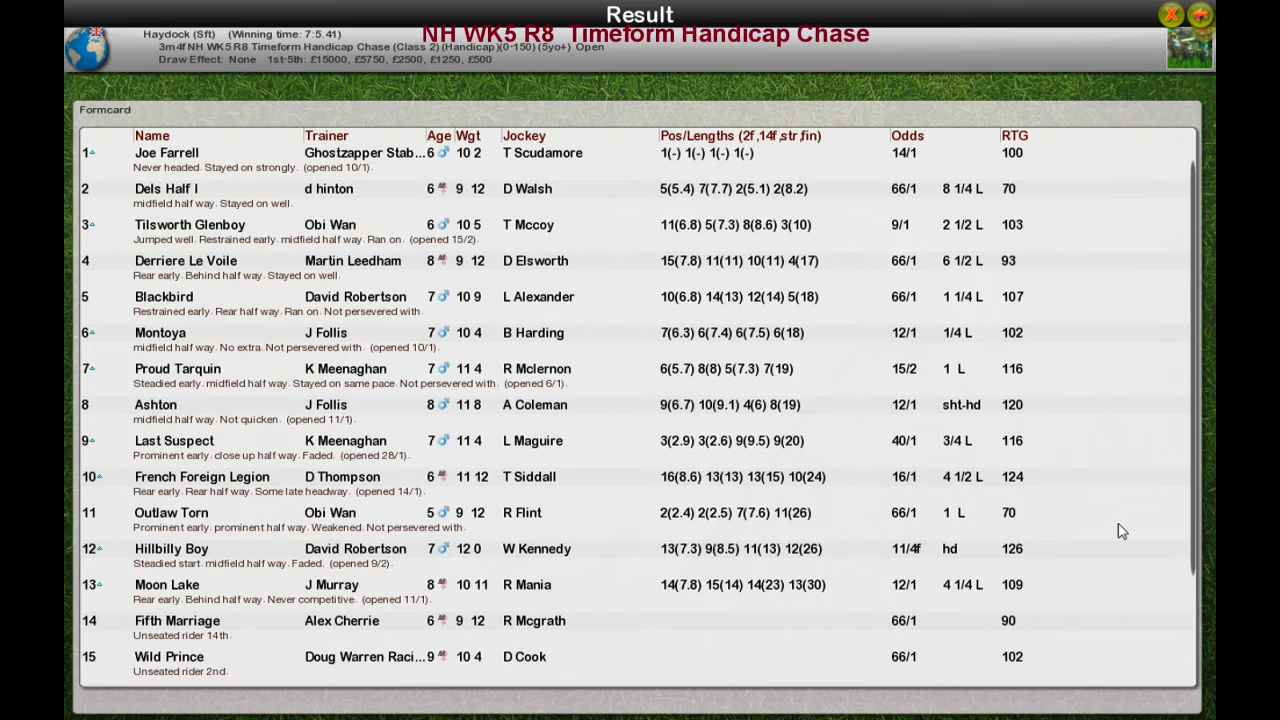 Result
NH WK5 R8 Timeform Handicap Chase
Haydock (Sft) (Winning time: 7:5.41)
3m4f NH WK5 R8 Timeform Handicap Chase (Class 2) (Handicap)(0-150) (5yo+) Open
Draw Effect: None 1st-5th: £15000, £5750, £2500, £1250, £500
Formcard
Name Trainer Age Wgt Jockey Pos/Lengths (2f,14f,str,fin) Odds RTG
1 Joe Farrell Ghostzapper Stab... 6 10 2 T Scudamore 1(-) 1(-) 1(-) 1(-) 14/1 100
Never headed. Stayed on strongly. (opened 10/1).
2 Dels Half I d hinton 6 9 12 D Walsh 5(5.4) 7(7.7) 2(5.1) 2(8.2) 66/1 8 1/4 L 70
midfield half way. Stayed on well.
3 Tilsworth Glenboy Obi Wan 6 10 5 T Mccoy 11(6.8) 5(7.3) 8(8.6) 3(10) 9/1 2 1/2 L 103
Jumped well. Restrained early. midfield half way. Ran on. (opened 15/2).
4 Derriere Le Voile Martin Leedham 8 9 12 D Elsworth 15(7.8) 11(11) 10(11) 4(17) 66/1 6 1/2 L 93
Rear early. Behind half way. Stayed on well.
5 Blackbird David Robertson 7 10 9 L Alexander 10(6.8) 14(13) 12(14) 5(18) 66/1 1 1/4 L 107
Restrained early. Rear half way. Ran on. Not persevered with.
6 Montoya J Follis 7 10 4 B Harding 7(6.3) 6(7.4) 6(7.5) 6(18) 12/1 1/4 L 102
midfield half way. No extra. Not persevered with. (opened 10/1).
7 Proud Tarquin K Meenaghan 7 11 4 R Mclernon 6(5.7) 8(8) 5(7.3) 7(19) 15/2 1 L 116
Steadied early. midfield half way. Stayed on same pace. Not persevered with. (opened 6/1).
8 Ashton J Follis 8 11 8 A Coleman 9(6.7) 10(9.1) 4(6) 8(19) 12/1 sht-hd 120
midfield half way. Not quicken. (opened 11/1).
9 Last Suspect K Meenaghan 7 11 4 L Maguire 3(2.9) 3(2.6) 9(9.5) 9(20) 40/1 3/4 L 116
Prominent early. close up half way. Faded. (opened 28/1).
10 French Foreign Legion D Thompson 6 11 12 T Siddall 16(8.6) 13(13) 13(15) 10(24) 16/1 4 1/2 L 124
Rear early. Rear half way. Some late headway. (opened 14/1).
11 Outlaw Torn Obi Wan 5 9 12 R Flint 2(2.4) 2(2.5) 7(7.6) 11(26) 66/1 1 L 70
Prominent early. prominent half way. Weakened. Not persevered with.
12 Hillbilly Boy David Robertson 7 12 0 W Kennedy 13(7.3) 9(8.5) 11(13) 12(26) 11/4f hd 126
Steadied start. midfield half way. Faded. (opened 9/2).
13 Moon Lake J Murray 8 10 11 R Mania 14(7.8) 15(14) 14(23) 13(30) 12/1 4 1/4 L 109
Rear early. Behind half way. Never competitive. (opened 11/1).
14 Fifth Marriage Alex Cherrie 6 9 12 R Mcgrath 66/1 90
Unseated rider 14th.
15 Wild Prince Doug Warren Raci... 9 10 4 D Cook 66/1 102
Unseated rider 2nd.